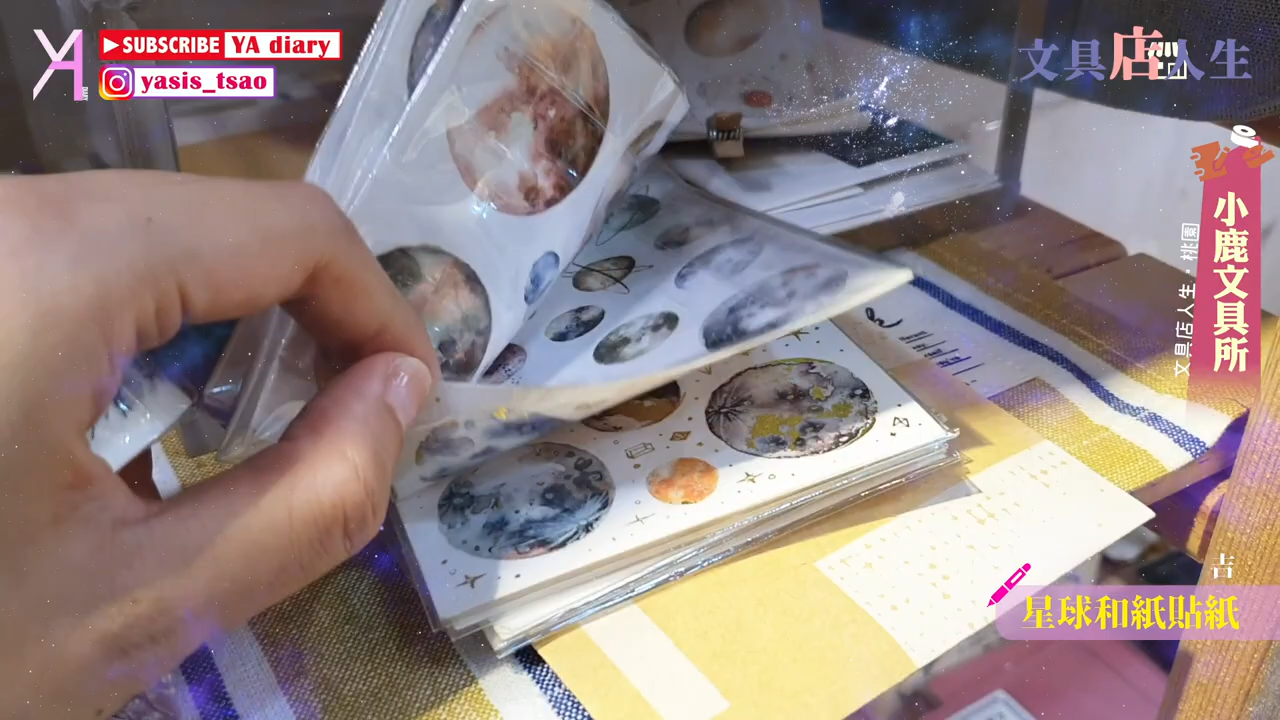 YA
SUBSCRIBE YA diary
yasis_tsao
文具店人生
小鹿文具所
文具店人生·桃園
吉
星球和紙貼紙